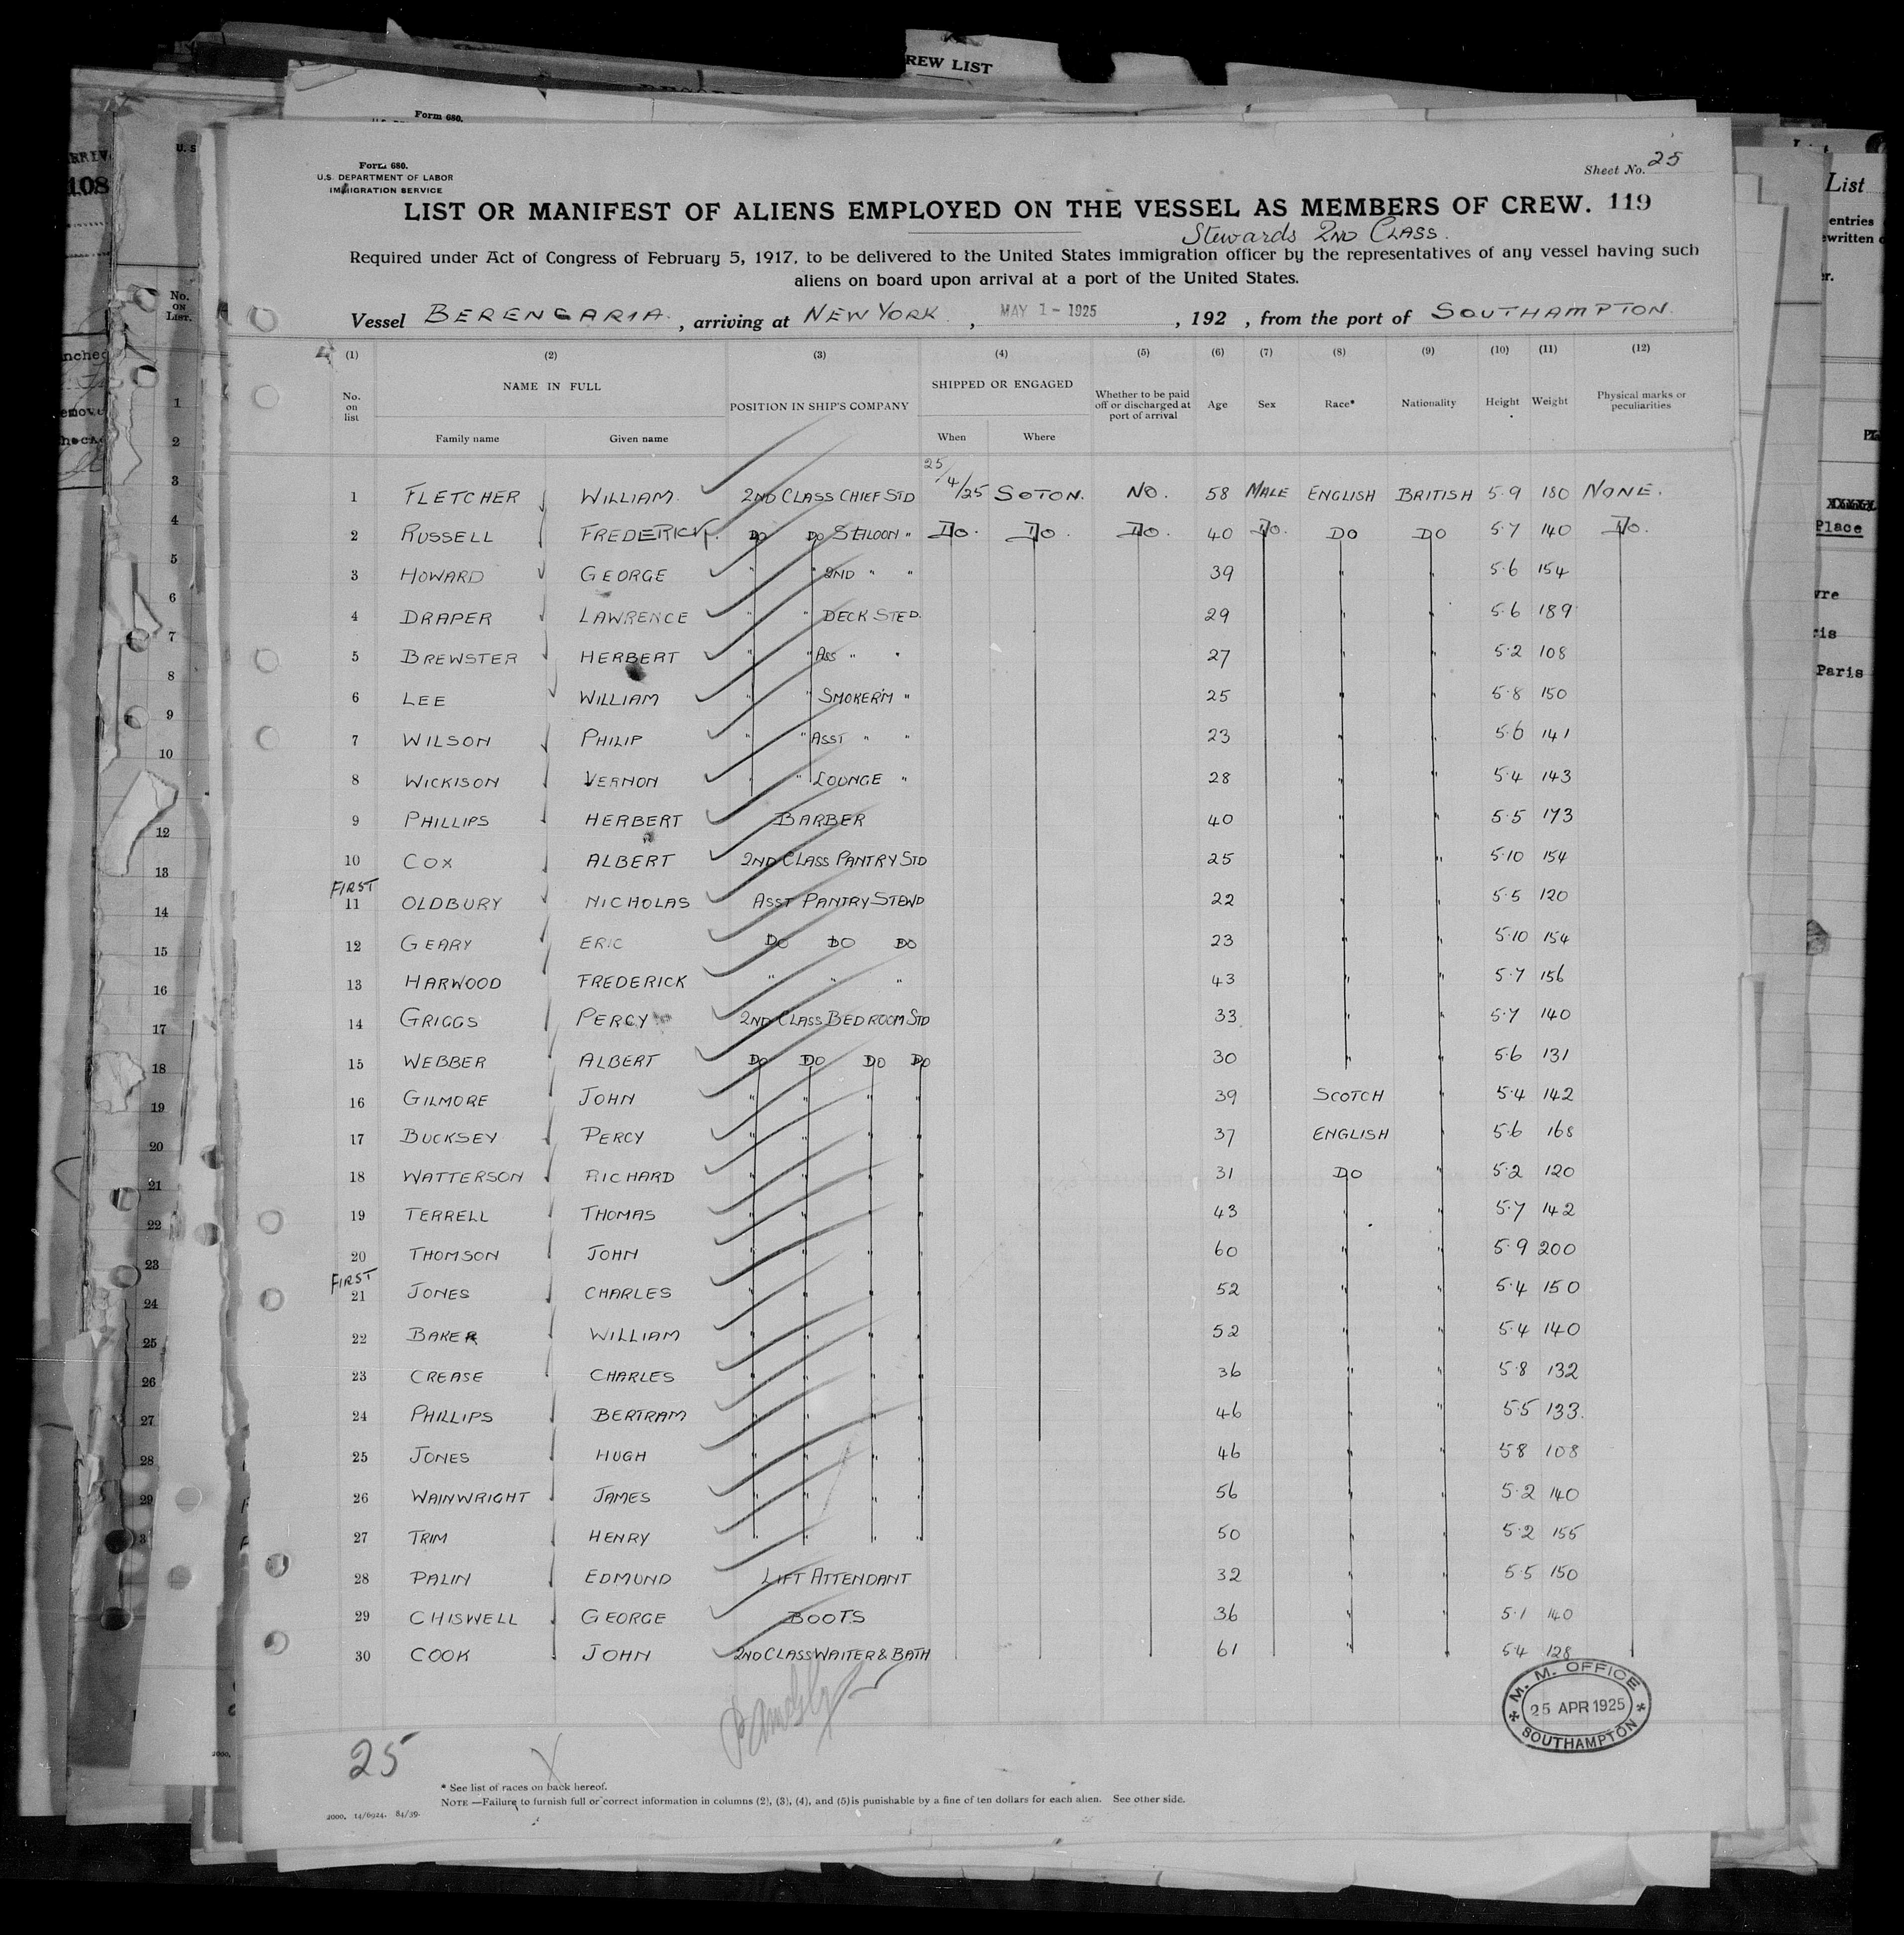 REW LIST
Form 680.
Form 680.
U.S. DEPARTMENT OF LABOR
IMMIGRATION SERVICE
Sheet No. 25
LIST OR MANIFEST OF ALIENS EMPLOYED ON THE VESSEL AS MEMBERS OF CREW. 119
Stewards 2ND CLASS.
Required under Act of Congress of February 5, 1917, to be delivered to the United States immigration officer by the representatives of any vessel having such
aliens on board upon arrival at a port of the United States.
Vessel BERENGARIA, arriving at NEW YORK, MAY 1 - 1925, 192 , from the port of SOUTHAMPTON.
(1) (2) (3) (4) (5) (6) (7) (8) (9) (10) (11) (12)
No. on list NAME IN FULL POSITION IN SHIP'S COMPANY SHIPPED OR ENGAGED Whether to be paid off or discharged at port of arrival Age Sex Race* Nationality Height Weight Physical marks or peculiarities
Family name Given name When Where
1 FLETCHER WILLIAM. 2ND CLASS CHIEF STD 25/4/25 SOTON. NO. 58 MALE ENGLISH BRITISH 5·9 180 NONE.
2 RUSSELL FREDERICK. DO DO SALOON " DO. DO. DO. 40 DO. DO DO 5·7 140 DO.
3 HOWARD GEORGE " " 2ND " " 39 " " 5·6 154
4 DRAPER LAWRENCE " " DECK STED. 29 " " 5·6 189
5 BREWSTER HERBERT " " ASS " " 27 " " 5·2 108
6 LEE WILLIAM " " SMOKER'M " 25 " " 5·8 150
7 WILSON PHILIP " " ASST " " 23 " " 5·6 141
8 WICKISON VERNON " " LOUNGE " 28 " " 5·4 143
9 PHILLIPS HERBERT BARBER 40 " " 5·5 173
10 COX ALBERT 2ND CLASS PANTRY STD 25 " " 5·10 154
FIRST
11 OLDBURY NICHOLAS ASST PANTRY STEWD 22 " " 5·5 120
12 GEARY ERIC DO DO DO 23 " " 5·10 154
13 HARWOOD FREDERICK " " " 43 " " 5·7 156
14 GRIGGS PERCY 2ND CLASS BEDROOM STD 33 " " 5·7 140
15 WEBBER ALBERT DO DO DO DO 30 " " 5·6 131
16 GILMORE JOHN " " " " 39 SCOTCH " 5·4 142
17 BUCKSEY PERCY " " " " 37 ENGLISH " 5·6 168
18 WATTERSON RICHARD " " " " 31 DO " 5·2 120
19 TERRELL THOMAS " " " " 43 " " 5·7 142
20 THOMSON JOHN " " " " 60 " " 5·9 200
FIRST
21 JONES CHARLES " " " " 52 " " 5·4 150
22 BAKER WILLIAM " " " " 52 " " 5·4 140
23 CREASE CHARLES " " " " 36 " " 5·8 132
24 PHILLIPS BERTRAM " " " " 46 " " 5·5 133.
25 JONES HUGH " " " " 46 " " 5 8 108
26 WAINWRIGHT JAMES " " " " 56 " " 5·2 140
27 TRIM HENRY " " " " 50 " " 5·2 155
28 PALIN EDMUND LIFT ATTENDANT 32 " " 5·5 150
29 CHISWELL GEORGE BOOTS 36 " " 5·1 140
30 COOK JOHN 2ND CLASS WAITER & BATH 61 " " 5·4 128
M. M. OFFICE
25 APR 1925
SOUTHAMPTON
25 X
* See list of races on back hereof.
NOTE—Failure to furnish full or correct information in columns (2), (3), (4), and (5) is punishable by a fine of ten dollars for each alien. See other side.
2000. 14/6924. 84/39.
108
U. S
No. ON LIST.
List
entries
Place
Paris